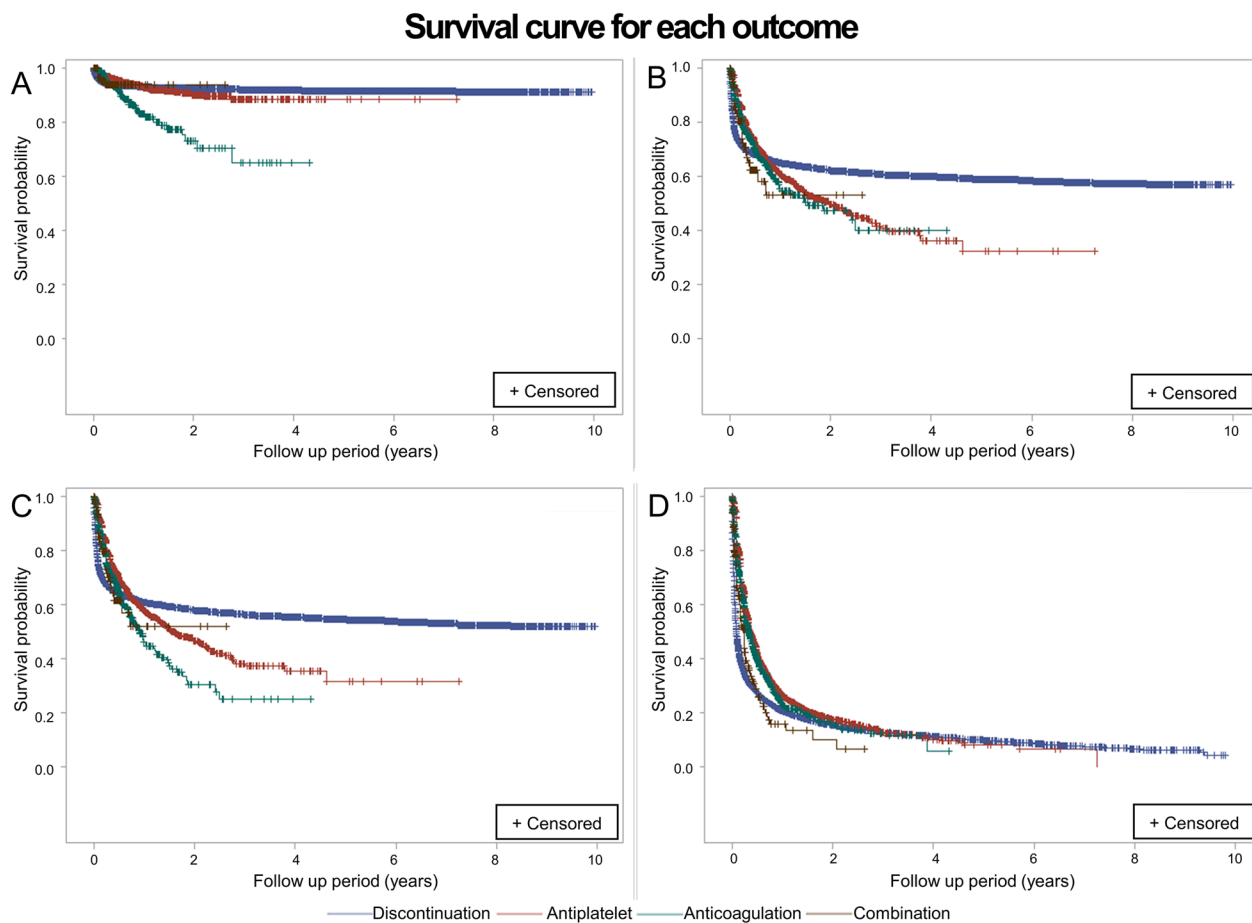 Survival curve for each outcome
A
Survival probability
1.0
0.8
0.6
0.4
0.2
0.0
+ Censored
0 2 4 6 8 10
Follow up period (years)
B
Survival probability
1.0
0.8
0.6
0.4
0.2
0.0
+ Censored
0 2 4 6 8 10
Follow up period (years)
C
Survival probability
1.0
0.8
0.6
0.4
0.2
0.0
+ Censored
0 2 4 6 8 10
Follow up period (years)
D
Survival probability
1.0
0.8
0.6
0.4
0.2
0.0
+ Censored
0 2 4 6 8 10
Follow up period (years)
Discontinuation Antiplatelet Anticoagulation Combination